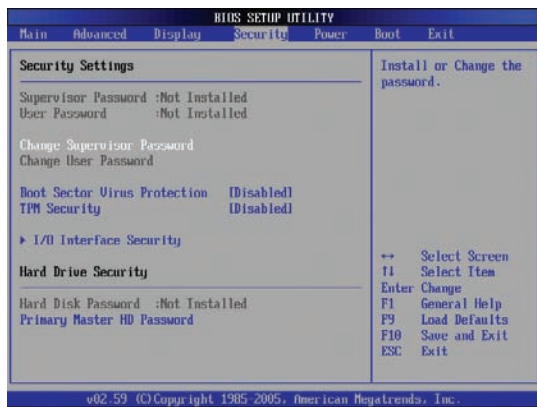 BIOS SETUP UTILITY
Main Advanced Display Security Power Boot Exit
Security Settings
Supervisor Password :Not Installed
User Password :Not Installed
Change Supervisor Password
Change User Password
Boot Sector Virus Protection [Disabled]
TPM Security [Disabled]
▶ I/O Interface Security
Hard Drive Security
Hard Disk Password :Not Installed
Primary Master HD Password
Install or Change the
password.
↔ Select Screen
↑↓ Select Item
Enter Change
F1 General Help
F9 Load Defaults
F10 Save and Exit
ESC Exit
v02.59 (C)Copyright 1985-2005, American Megatrends, Inc.